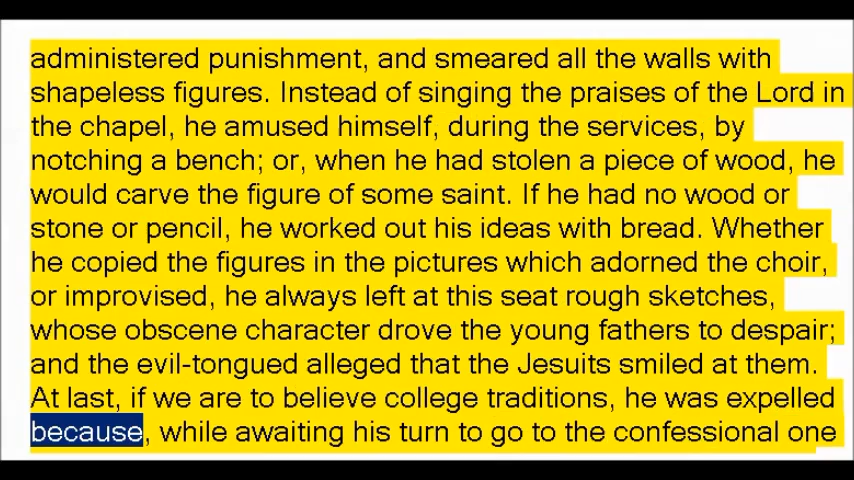 administered punishment, and smeared all the walls with
shapeless figures. Instead of singing the praises of the Lord in
the chapel, he amused himself, during the services, by
notching a bench; or, when he had stolen a piece of wood, he
would carve the figure of some saint. If he had no wood or
stone or pencil, he worked out his ideas with bread. Whether
he copied the figures in the pictures which adorned the choir,
or improvised, he always left at this seat rough sketches,
whose obscene character drove the young fathers to despair;
and the evil-tongued alleged that the Jesuits smiled at them.
At last, if we are to believe college traditions, he was expelled
because, while awaiting his turn to go to the confessional one